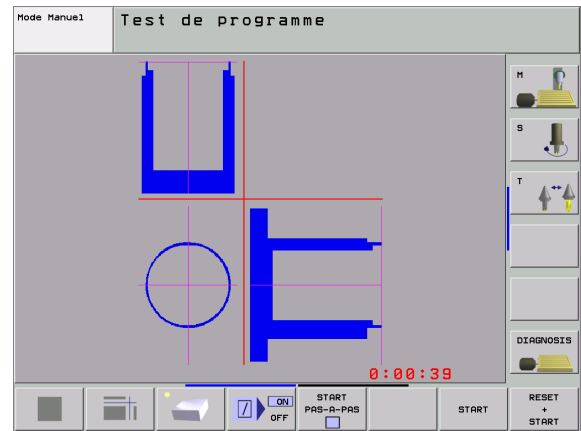 Mode Manuel
Test de programme
M
S
T
DIAGNOSIS
0:00:39
ON
OFF
START
PAS-A-PAS
START
RESET
+
START